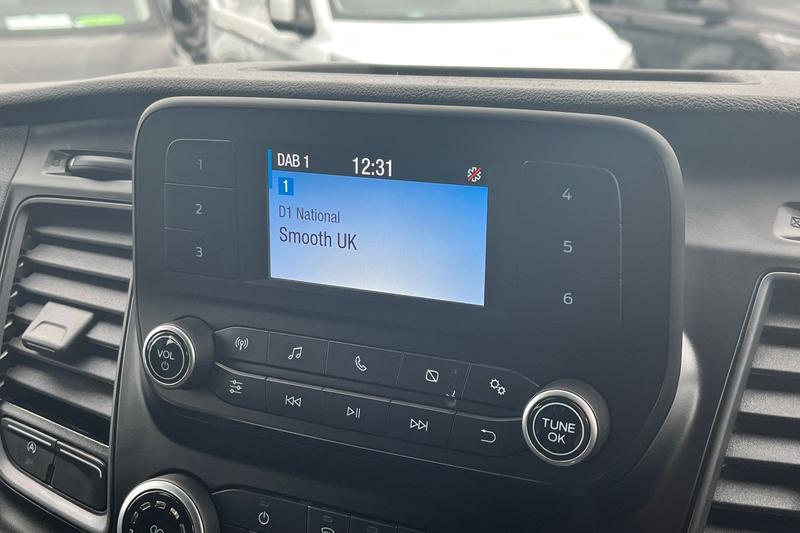 DAB 1 12:31
1
D1 National
Smooth UK
1
2
3
4
5
6
VOL
TUNE
OK